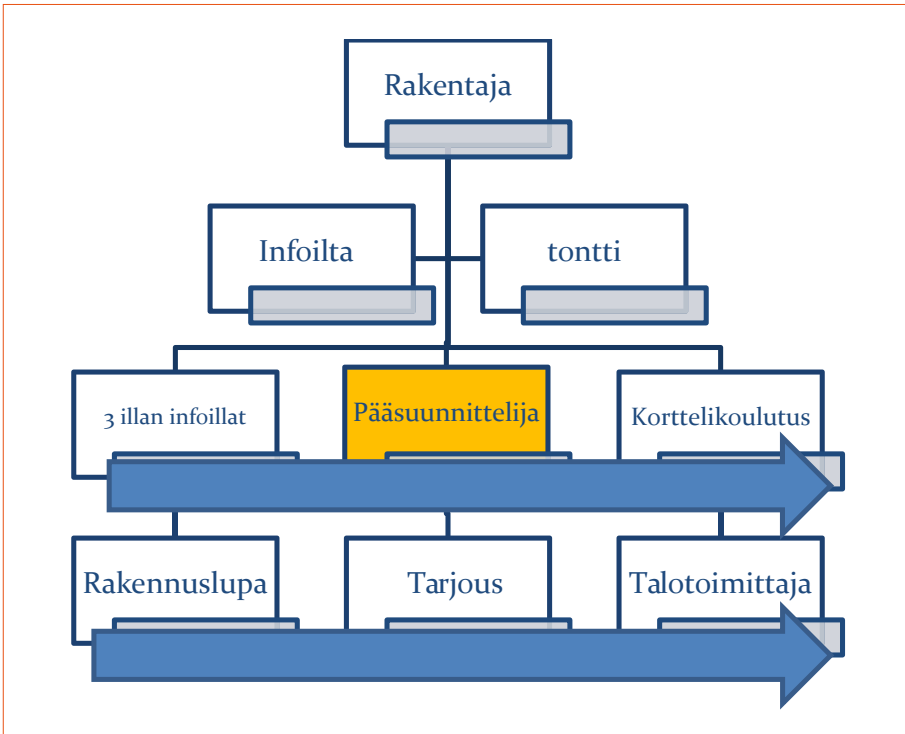 Rakentaja
Infoilta
tontti
3 illan infoillat
Pääsuunnittelija
Korttelikoulutus
Rakennuslupa
Tarjous
Talotoimittaja